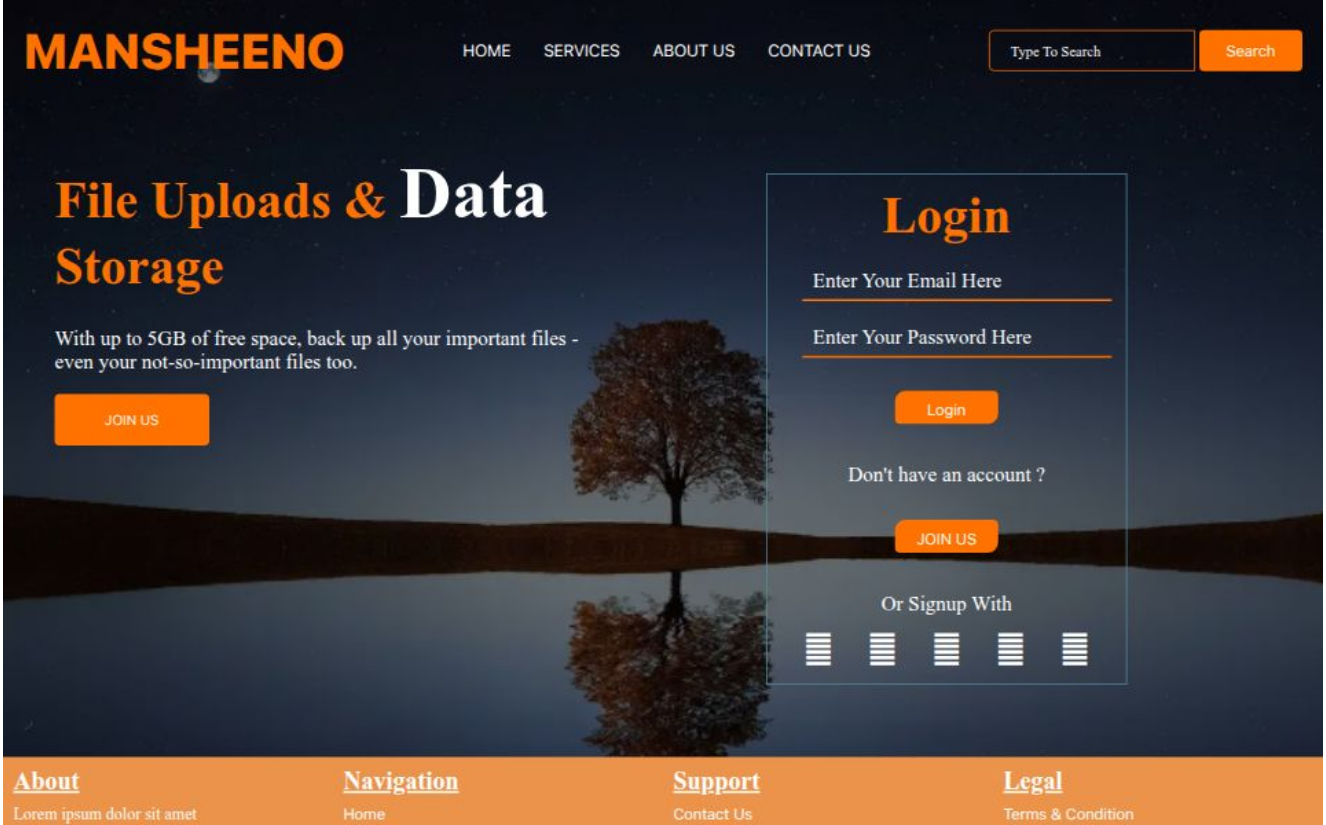 MANSHEENO
HOME SERVICES ABOUT US CONTACT US
Type To Search Search
File Uploads & Data
Storage
With up to 5GB of free space, back up all your important files -
even your not-so-important files too.
JOIN US
Login
Enter Your Email Here
Enter Your Password Here
Login
Don't have an account ?
JOIN US
Or Signup With
About Navigation Support Legal
Lorem ipsum dolor sit amet Home Contact Us Terms & Condition